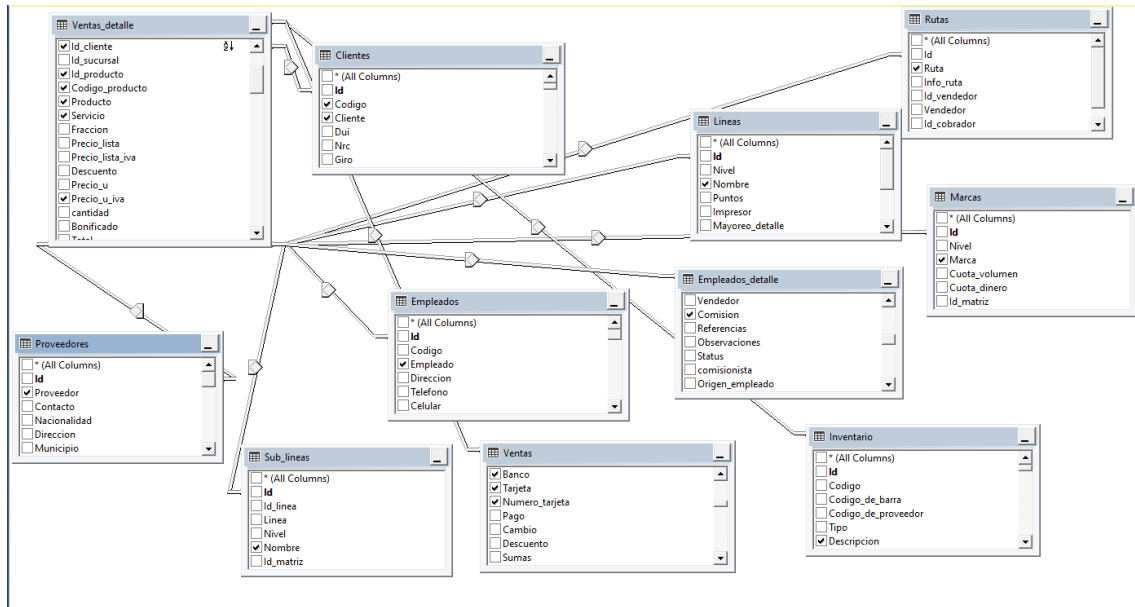 Ventas_detalle
Id_cliente
Id_sucursal
Id_producto
Codigo_producto
Producto
Servicio
Fraccion
Precio_lista
Precio_lista_iva
Descuento
Precio_u
Precio_u_iva
cantidad
Bonificado
Total
Clientes
* (All Columns)
Id
Codigo
Cliente
Dui
Nrc
Giro
Rutas
* (All Columns)
Id
Ruta
Info_ruta
Id_vendedor
Vendedor
Id_cobrador
Lineas
* (All Columns)
Id
Nivel
Nombre
Puntos
Impresor
Mayoreo_detalle
Marcas
* (All Columns)
Id
Nivel
Marca
Cuota_volumen
Cuota_dinero
Id_matriz
Empleados_detalle
Vendedor
Comision
Referencias
Observaciones
Status
comisionista
Origen_empleado
Empleados
* (All Columns)
Id
Codigo
Empleado
Direccion
Telefono
Celular
Proveedores
* (All Columns)
Id
Proveedor
Contacto
Nacionalidad
Direccion
Municipio
Sub_lineas
* (All Columns)
Id
Id_linea
Linea
Nivel
Nombre
Id_matriz
Ventas
Banco
Tarjeta
Numero_tarjeta
Pago
Cambio
Descuento
Sumas
Inventario
* (All Columns)
Id
Codigo
Codigo_de_barra
Codigo_de_proveedor
Tipo
Descripcion